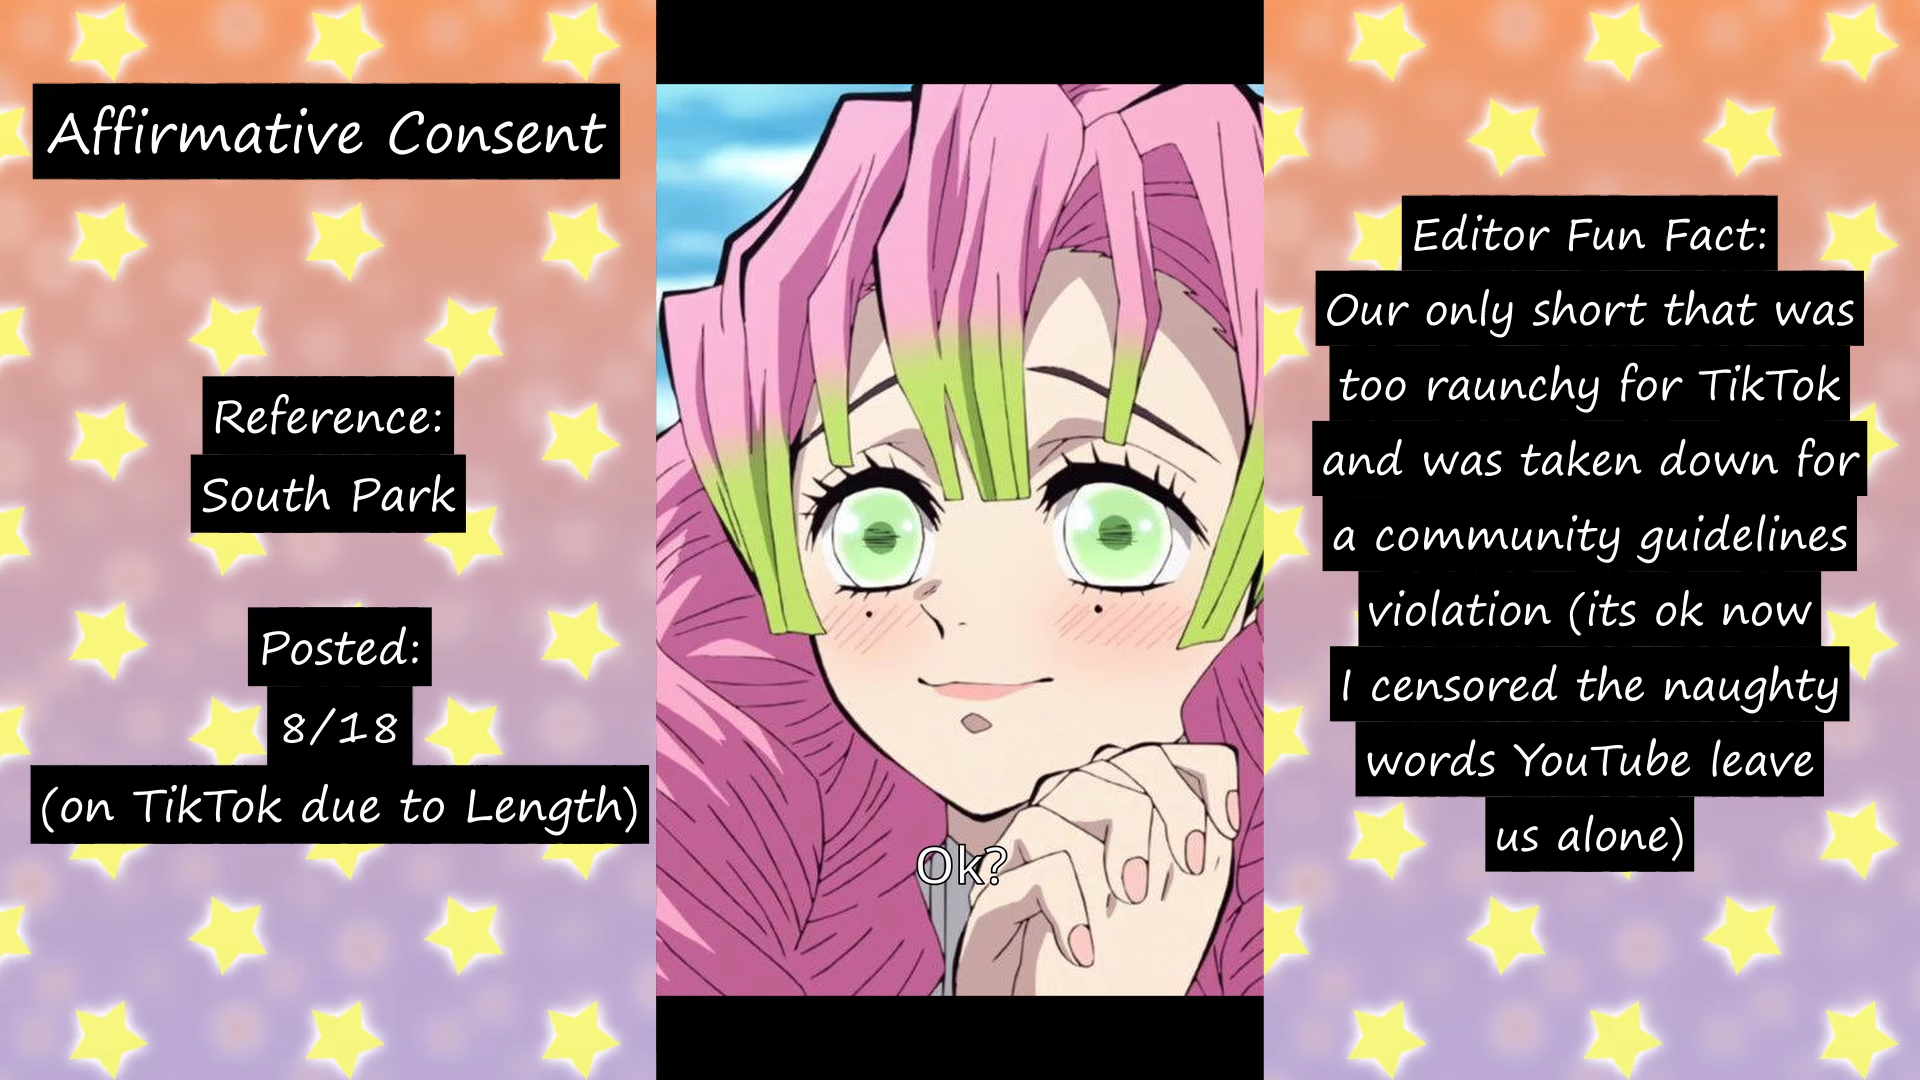 Affirmative Consent
Reference:
South Park
Posted:
8/18
(on TikTok due to Length)
Ok?
Editor Fun Fact:
Our only short that was
too raunchy for TikTok
and was taken down for
a community guidelines
violation (its ok now
I censored the naughty
words YouTube leave
us alone)